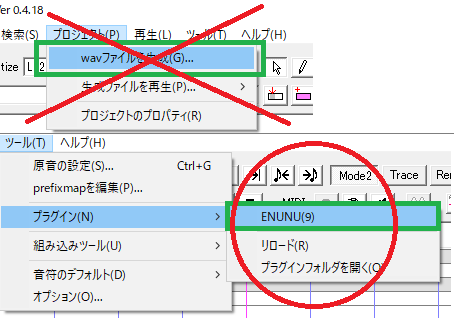 er 0.4.18
検索(S) プロジェクト(P) 再生(L) ツール(T) ヘルプ(H)
tize L 2 wavファイルを生成(G)...
生成ファイルを再生(P)...
プロジェクトのプロパティ(R)
ツール(T) ヘルプ(H)
原音の設定(S)... Ctrl+G
prefixmapを編集(P)... Mode2 Trace Re
プラグイン(N) ENUNU(9)
組み込みツール(U) リロード(R)
音符のデフォルト(D) プラグインフォルダを開く(O)
オプション(O)...